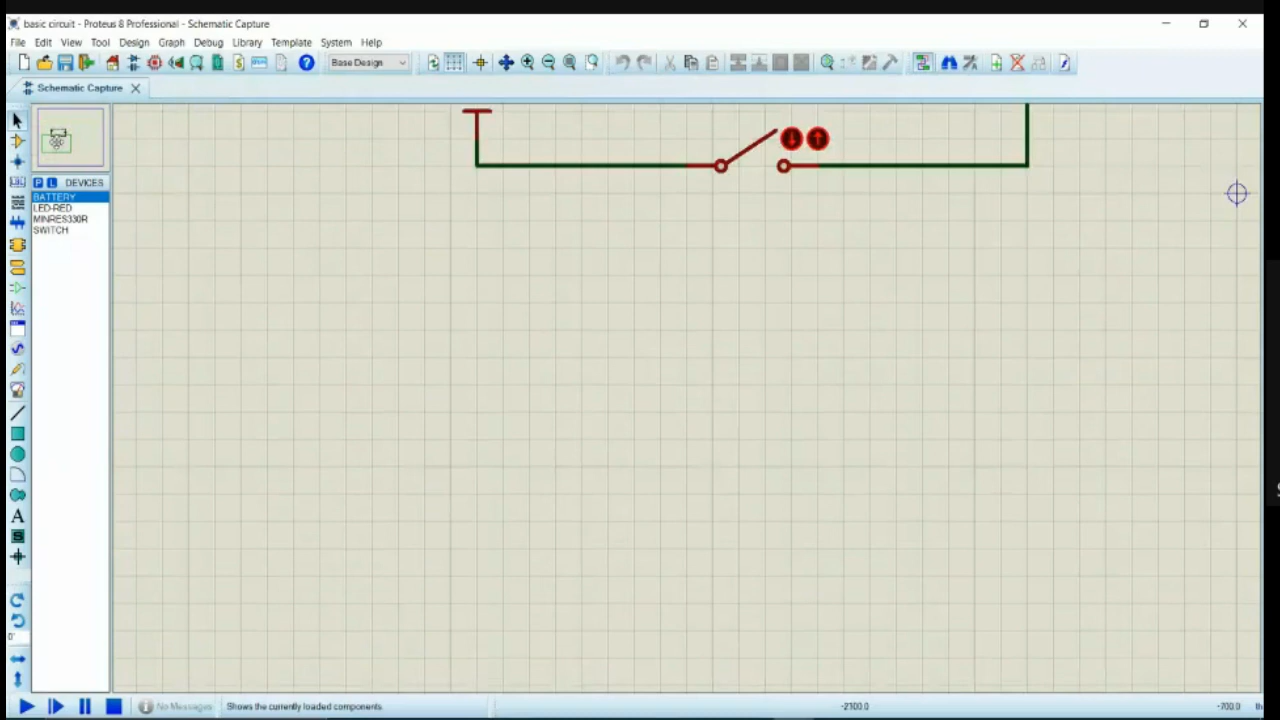 basic circuit - Proteus 8 Professional - Schematic Capture
File Edit View Tool Design Graph Debug Library Template System Help
Base Design
Schematic Capture
P L DEVICES
BATTERY
LED-RED
MINRES330R
SWITCH
A
S
0°
No Messages Shows the currently loaded components. -2100.0 -700.0 th